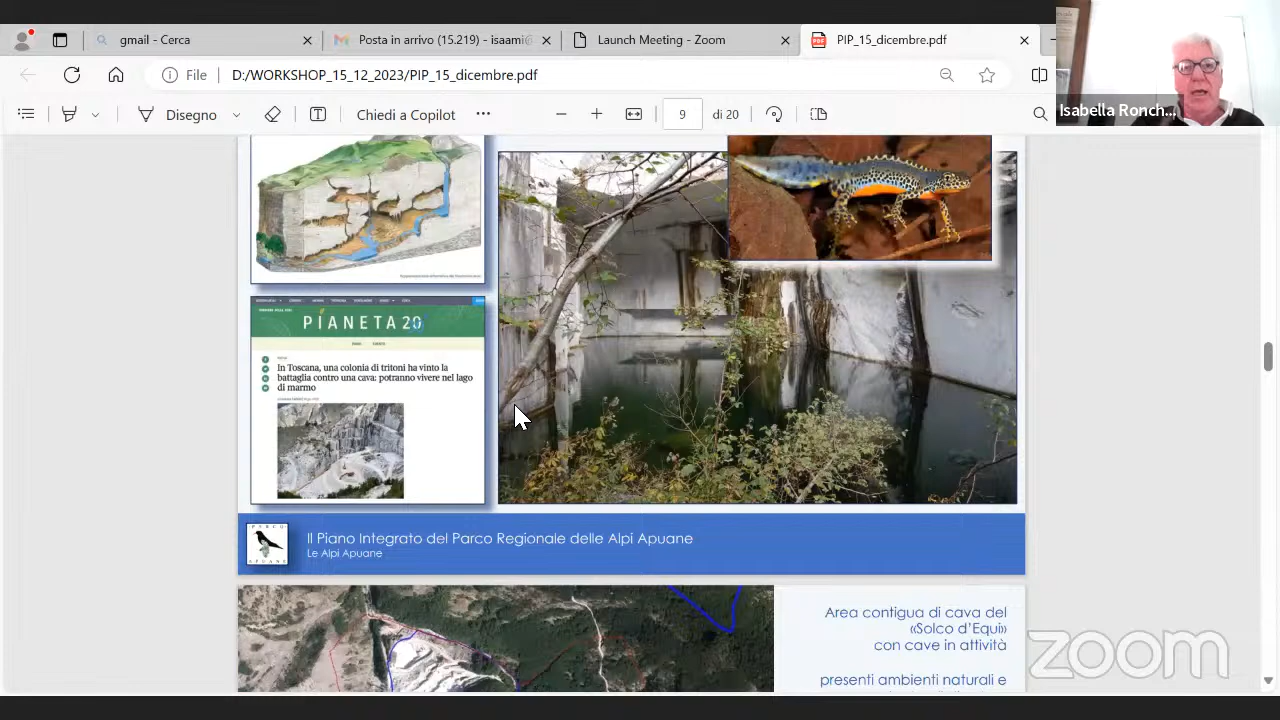 gmail - Cerca
Posta in arrivo (15.219) - isaami@
Launch Meeting - Zoom
PIP_15_dicembre.pdf
File
D:/WORKSHOP_15_12_2023/PIP_15_dicembre.pdf
Disegno
Chiedi a Copilot
9
di 20
Isabella Ronch...
PIANETA 20
In Toscana, una colonia di tritoni ha vinto la
battaglia contro una cava: potranno vivere nel lago
di marmo
PARCO
APUANE
Il Piano Integrato del Parco Regionale delle Alpi Apuane
Le Alpi Apuane
Area contigua di cava del
«Solco d'Equi»
con cave in attività
presenti ambienti naturali e
zoom